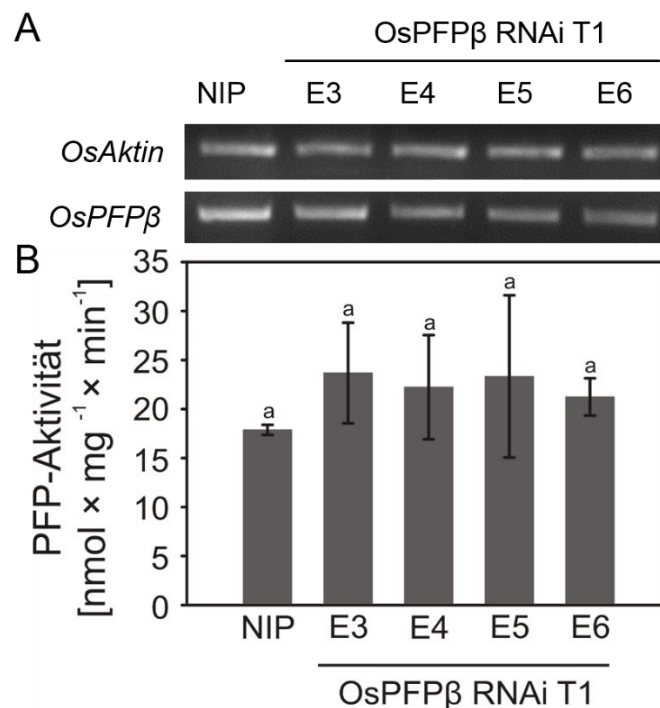 A
OsPFPβ RNAi T1
NIP E3 E4 E5 E6
OsAktin
OsPFPβ
B
PFP-Aktivität
[nmol × mg⁻¹ × min⁻¹]
35
30
25
20
15
10
5
0
a a a a a
NIP E3 E4 E5 E6
OsPFPβ RNAi T1